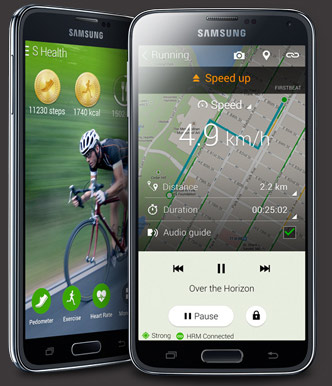 SAMSUNG
S Health
11230 steps
1740 kcal
1602
Pedometer
Exercise
Heart Rate
SAMSUNG
Running
Speed up
FIRSTBEAT
Speed
4.9 km/h
Distance
2.2 km
Duration
00:25:02
Audio guide
Over the Horizon
Pause
Strong
HRM Connected